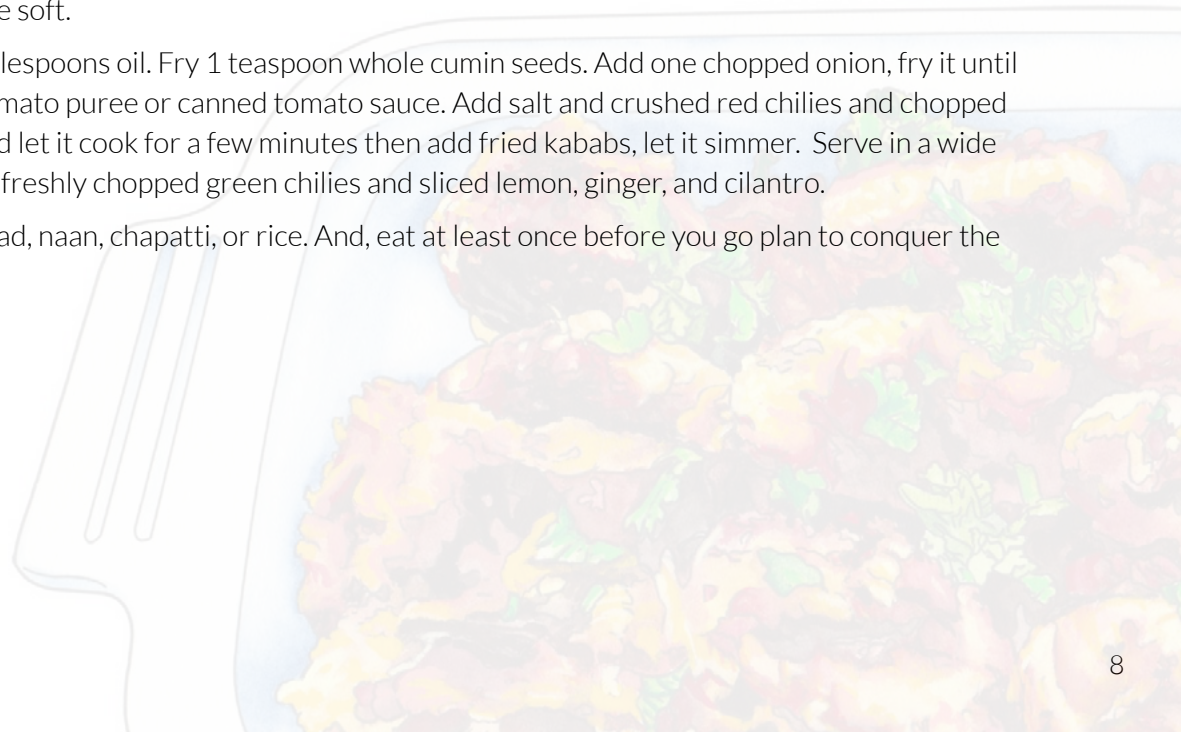 e soft.
lespoons oil. Fry 1 teaspoon whole cumin seeds. Add one chopped onion, fry it until
mato puree or canned tomato sauce. Add salt and crushed red chilies and chopped
d let it cook for a few minutes then add fried kababs, let it simmer.  Serve in a wide
freshly chopped green chilies and sliced lemon, ginger, and cilantro.
ad, naan, chapatti, or rice. And, eat at least once before you go plan to conquer the
8